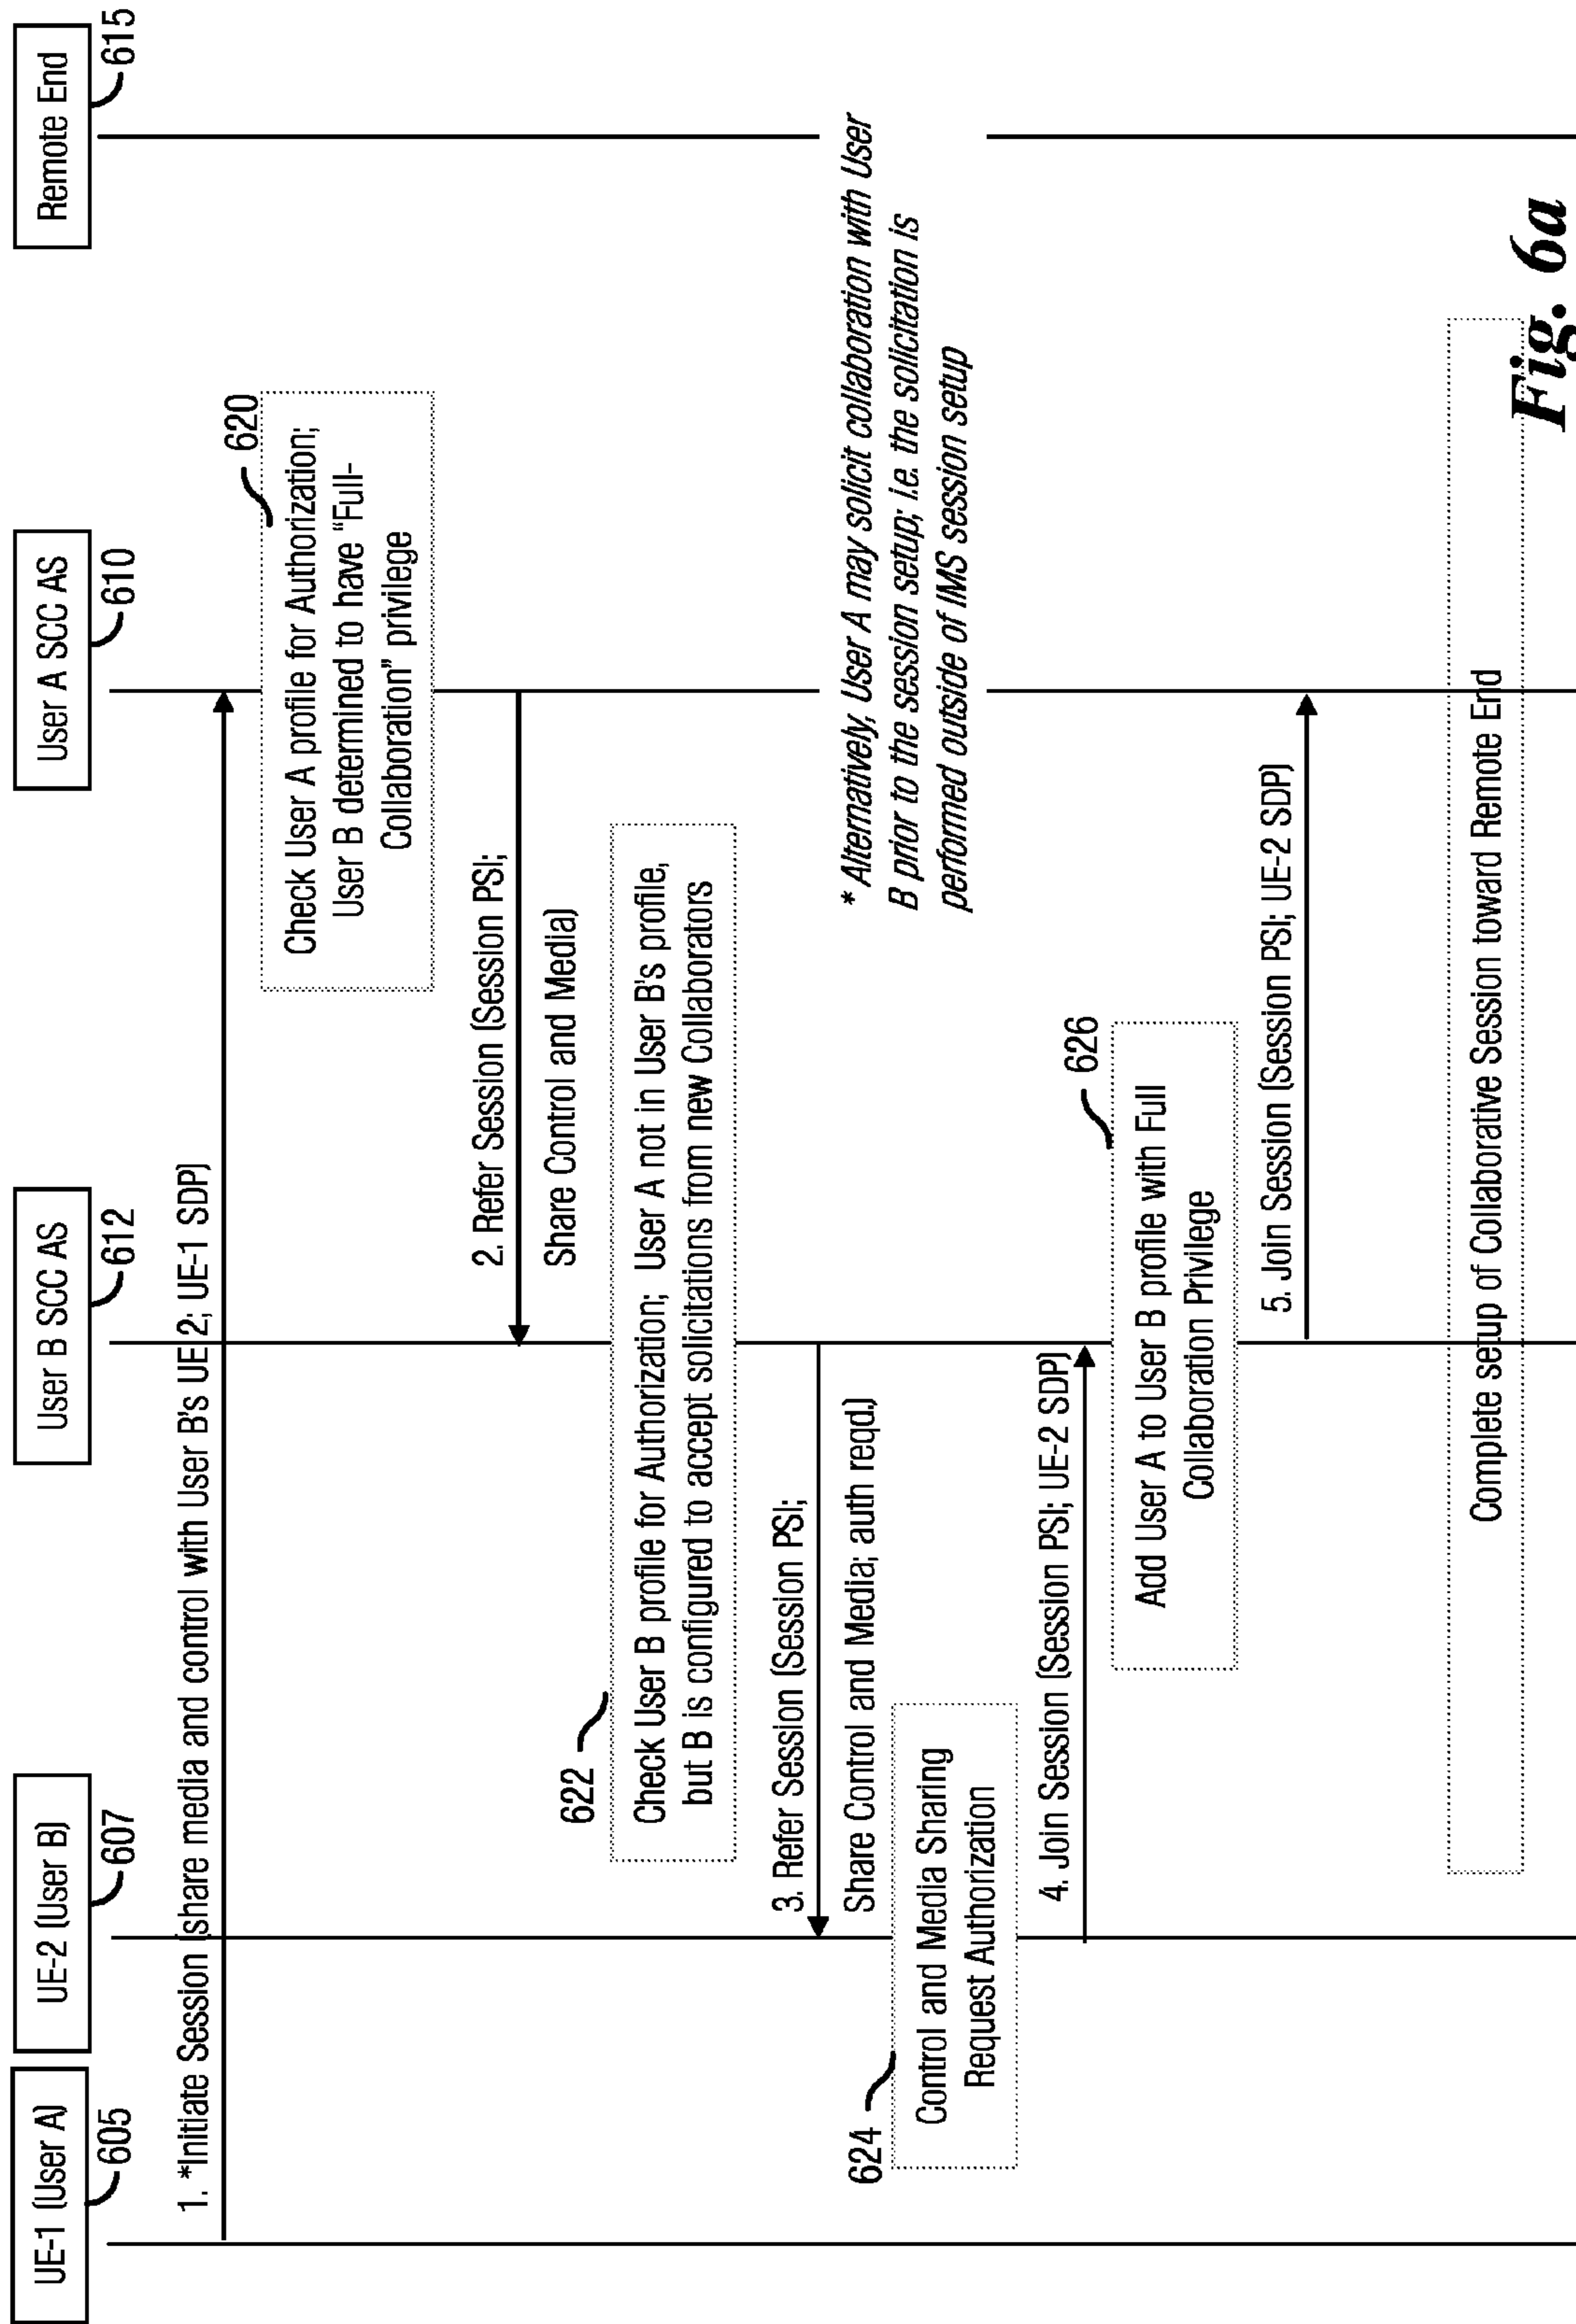 UE-1 (User A)
605
UE-2 (User B)
607
User B SCC AS
612
User A SCC AS
610
Remote End
615
1. *Initiate Session (share media and control with User B's UE 2; UE-1 SDP)
620
Check User A profile for Authorization;
User B determined to have “Full-
Collaboration” privilege
2. Refer Session (Session PSI;
Share Control and Media)
622
Check User B profile for Authorization; User A not in User B's profile,
but B is configured to accept solicitations from new Collaborators
3. Refer Session (Session PSI;
Share Control and Media; auth reqd.)
* Alternatively, User A may solicit collaboration with User
B prior to the session setup; i.e. the solicitation is
performed outside of IMS session setup
624
Control and Media Sharing
Request Authorization
4. Join Session (Session PSI; UE-2 SDP)
626
Add User A to User B profile with Full
Collaboration Privilege
5. Join Session (Session PSI; UE-2 SDP)
Complete setup of Collaborative Session toward Remote End
Fig. 6a